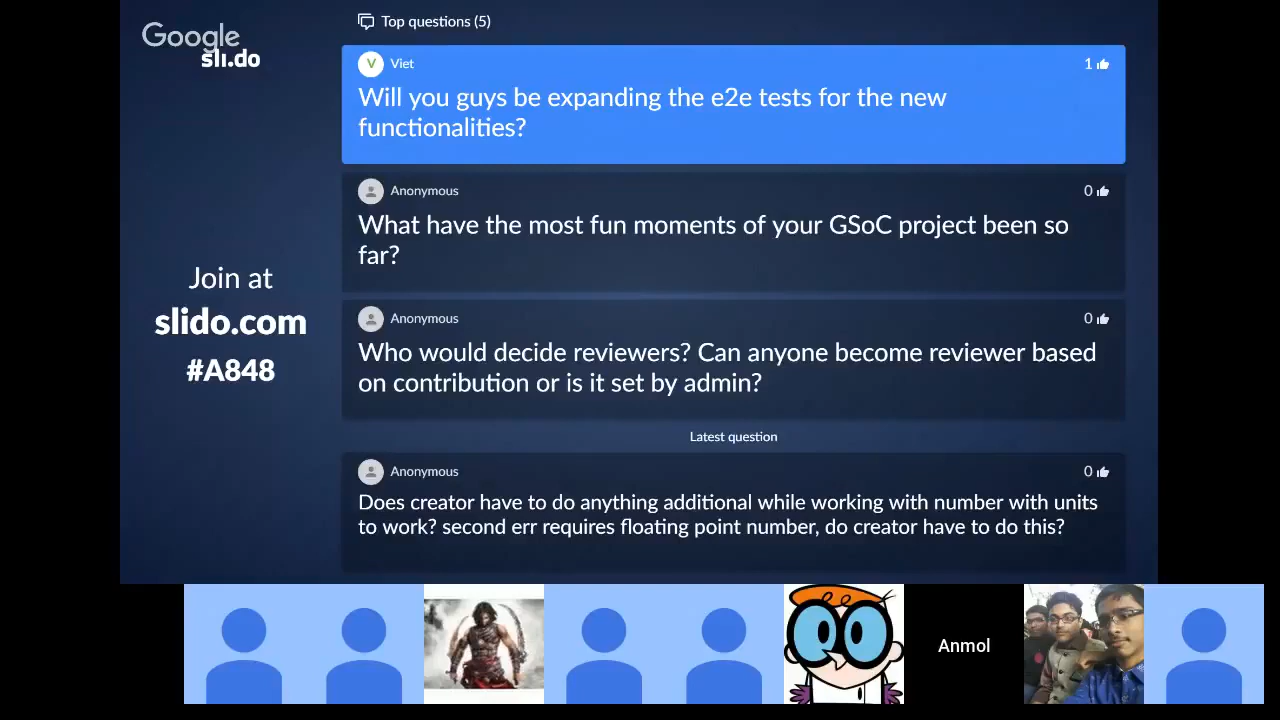 Google
sli.do
Join at
slido.com
#A848
Top questions (5)
V Viet 1
Will you guys be expanding the e2e tests for the new
functionalities?
Anonymous 0
What have the most fun moments of your GSoC project been so
far?
Anonymous 0
Who would decide reviewers? Can anyone become reviewer based
on contribution or is it set by admin?
Latest question
Anonymous 0
Does creator have to do anything additional while working with number with units
to work? second err requires floating point number, do creator have to do this?
Anmol